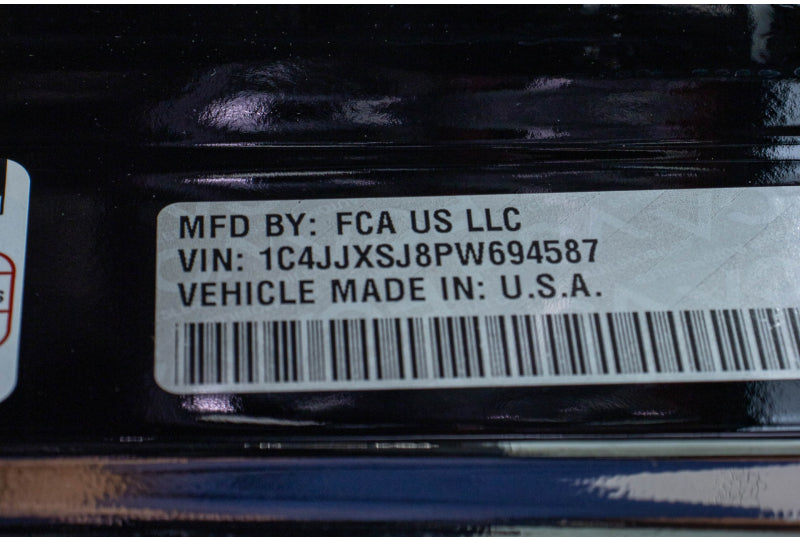 MFD BY: FCA US LLC
VIN: 1C4JJXSJ8PW694587
VEHICLE MADE IN: U.S.A.